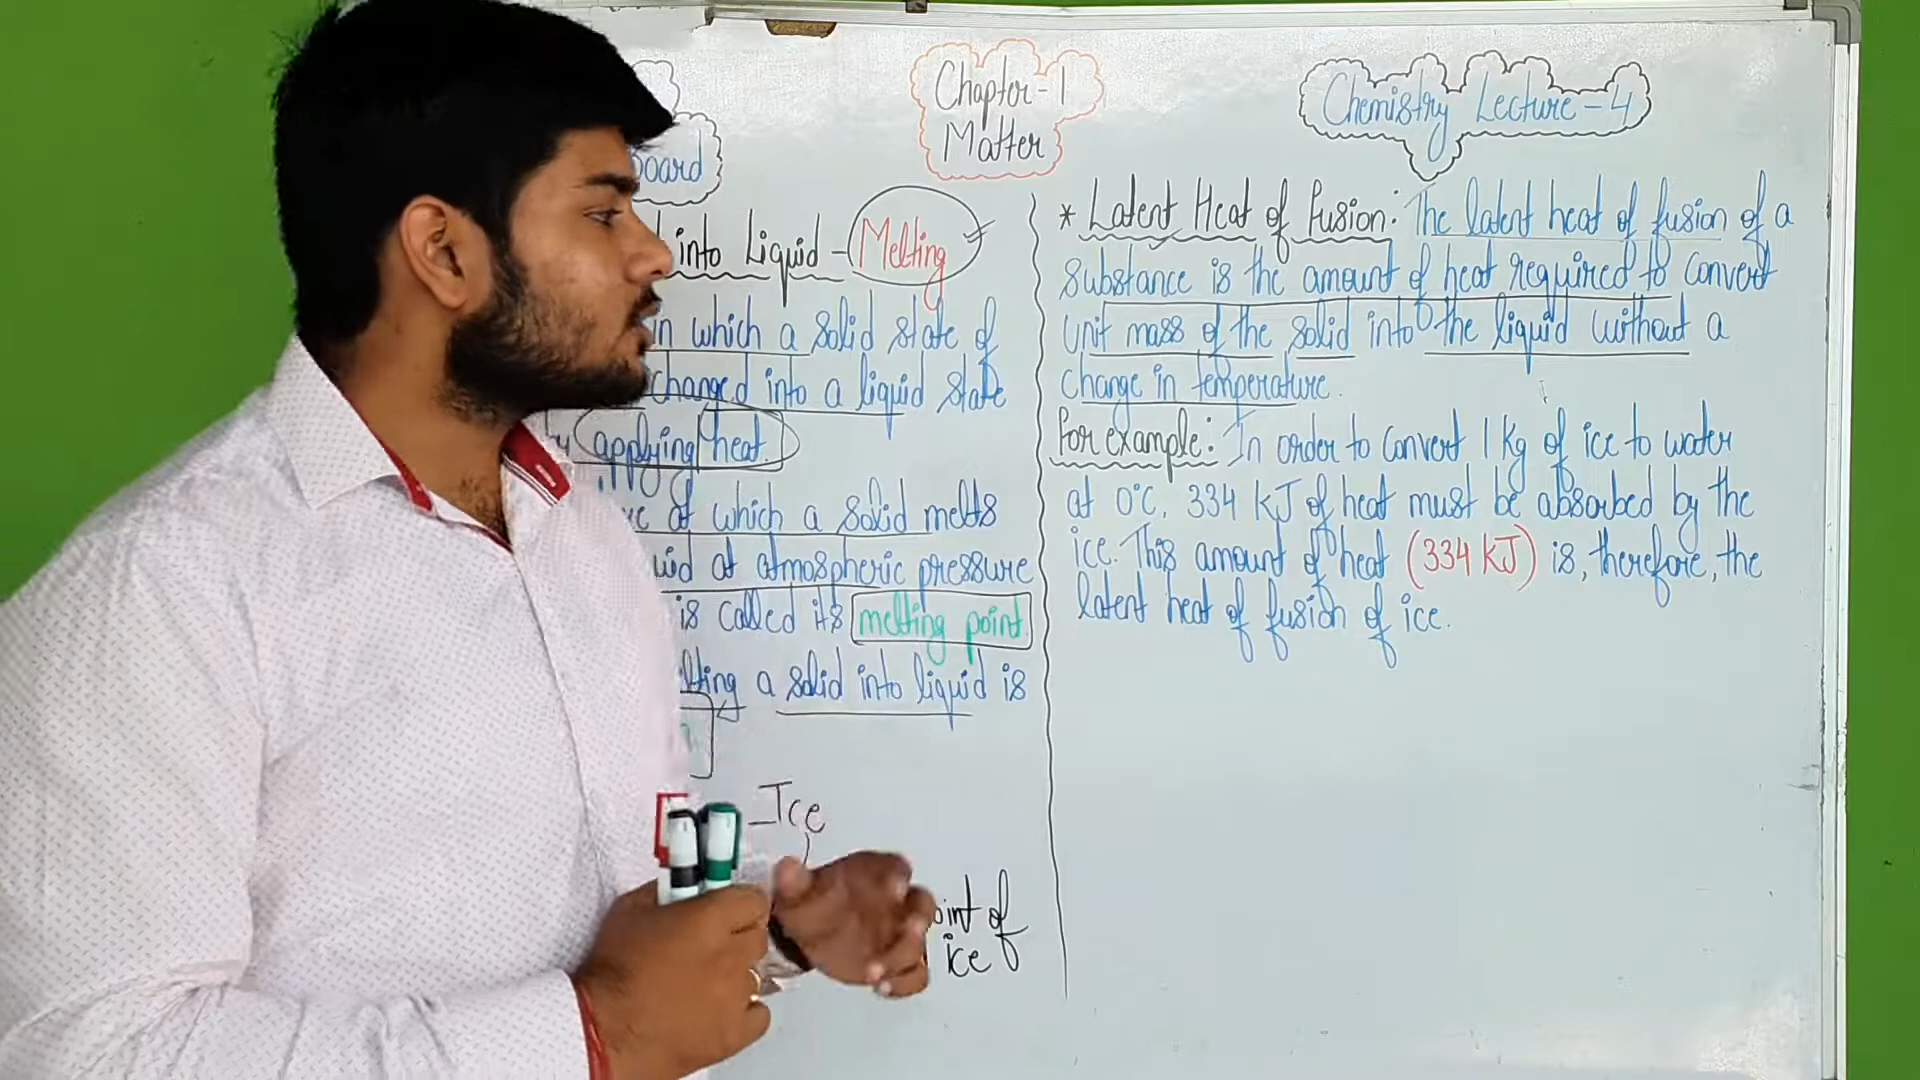 Board
Chapter-1
Matter
Chemistry Lecture-4
into Liquid - Melting
in which a solid state of
changed into a liquid state
by applying heat.
at which a solid melts
at atmospheric pressure
is called its melting point.
a solid into liquid is
Ice
of
ice
* Latent Heat of Fusion: The latent heat of fusion of a
Substance is the amount of heat required to convert
Unit mass of the solid into the liquid without a
Change in temperature.
For example: In order to convert 1 Kg of ice to water
at 0°C, 334 KJ of heat must be absorbed by the
ice. This amount of heat (334 KJ) is, therefore, the
latent heat of fusion of ice.